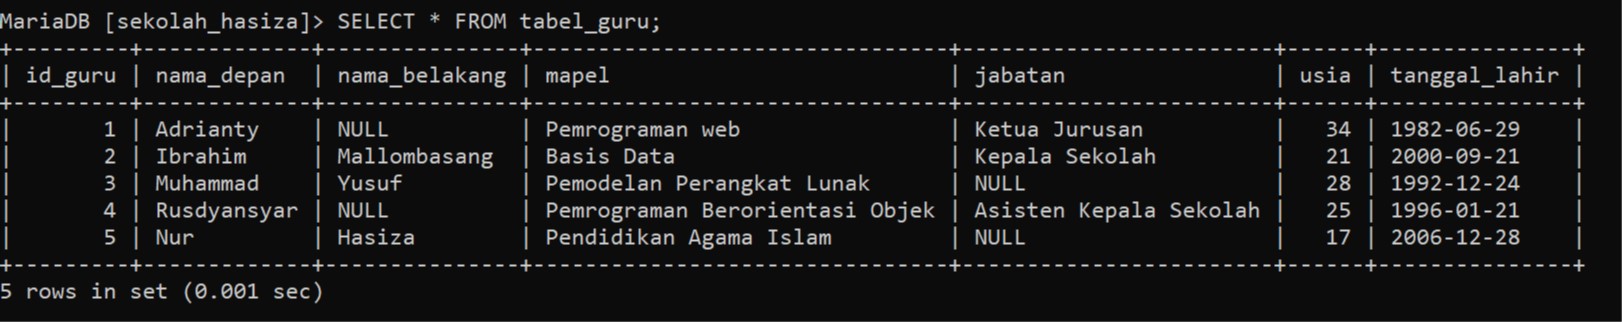 MariaDB [sekolah_hasiza]> SELECT * FROM tabel_guru;
+---------+------------+---------------+--------------------------------+-------------------------+------+---------------+
| id_guru | nama_depan | nama_belakang | mapel                          | jabatan                 | usia | tanggal_lahir |
+---------+------------+---------------+--------------------------------+-------------------------+------+---------------+
|       1 | Adrianty   | NULL          | Pemrograman web                | Ketua Jurusan           |   34 | 1982-06-29    |
|       2 | Ibrahim    | Mallombasang  | Basis Data                     | Kepala Sekolah          |   21 | 2000-09-21    |
|       3 | Muhammad   | Yusuf         | Pemodelan Perangkat Lunak      | NULL                    |   28 | 1992-12-24    |
|       4 | Rusdyansyar | NULL          | Pemrograman Berorientasi Objek | Asisten Kepala Sekolah |   25 | 1996-01-21    |
|       5 | Nur        | Hasiza        | Pendidikan Agama Islam         | NULL                    |   17 | 2006-12-28    |
+---------+------------+---------------+--------------------------------+-------------------------+------+---------------+
5 rows in set (0.001 sec)